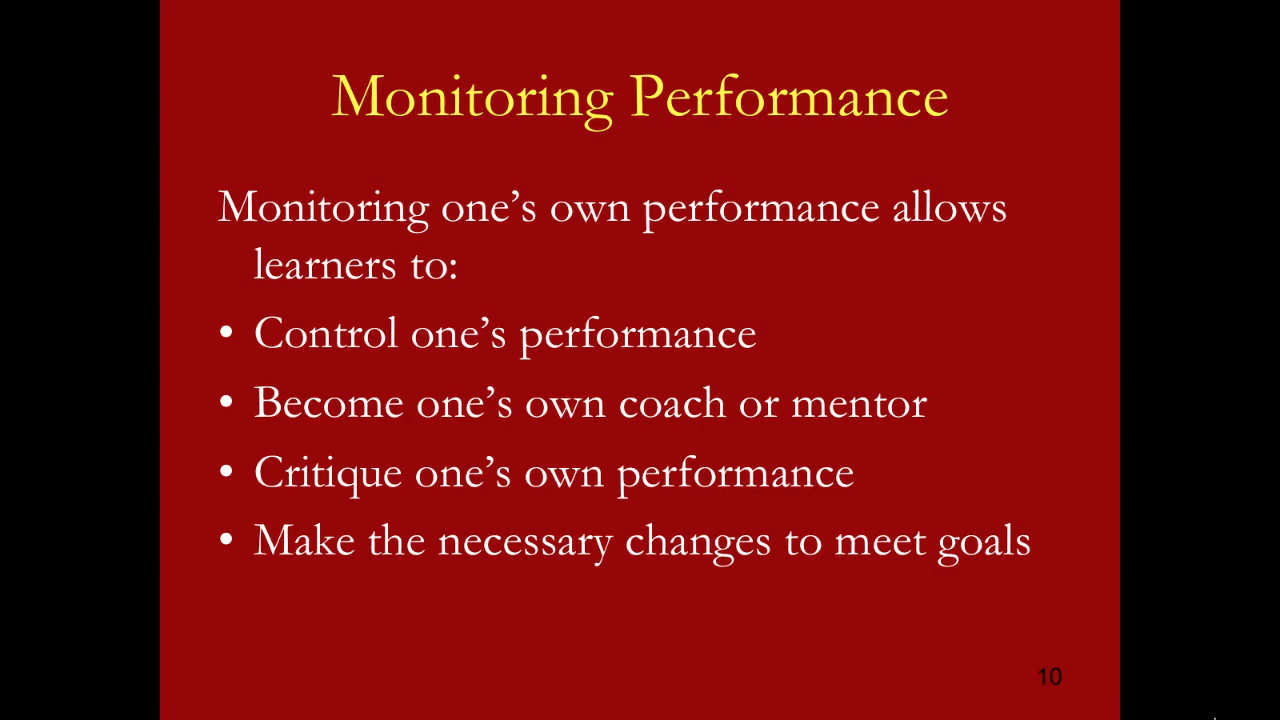 Monitoring Performance
Monitoring one’s own performance allows
learners to:
• Control one’s performance
• Become one’s own coach or mentor
• Critique one’s own performance
• Make the necessary changes to meet goals
10